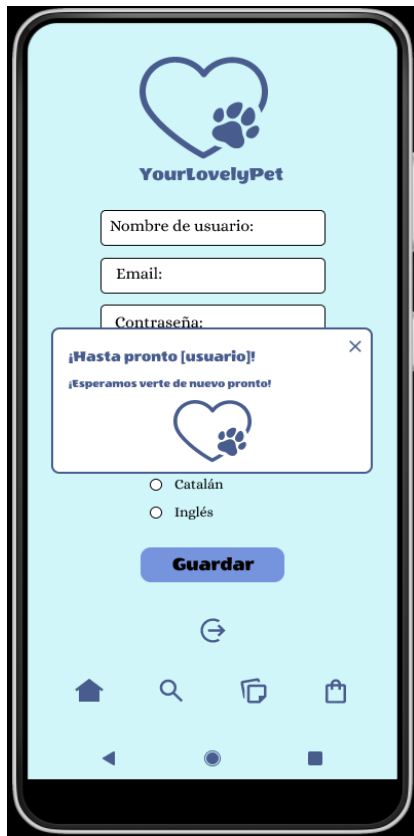 YourLovelyPet
Nombre de usuario:
Email:
Contraseña:
¡Hasta pronto [usuario]!
¡Esperamos verte de nuevo pronto!
Catalán
Inglés
Guardar